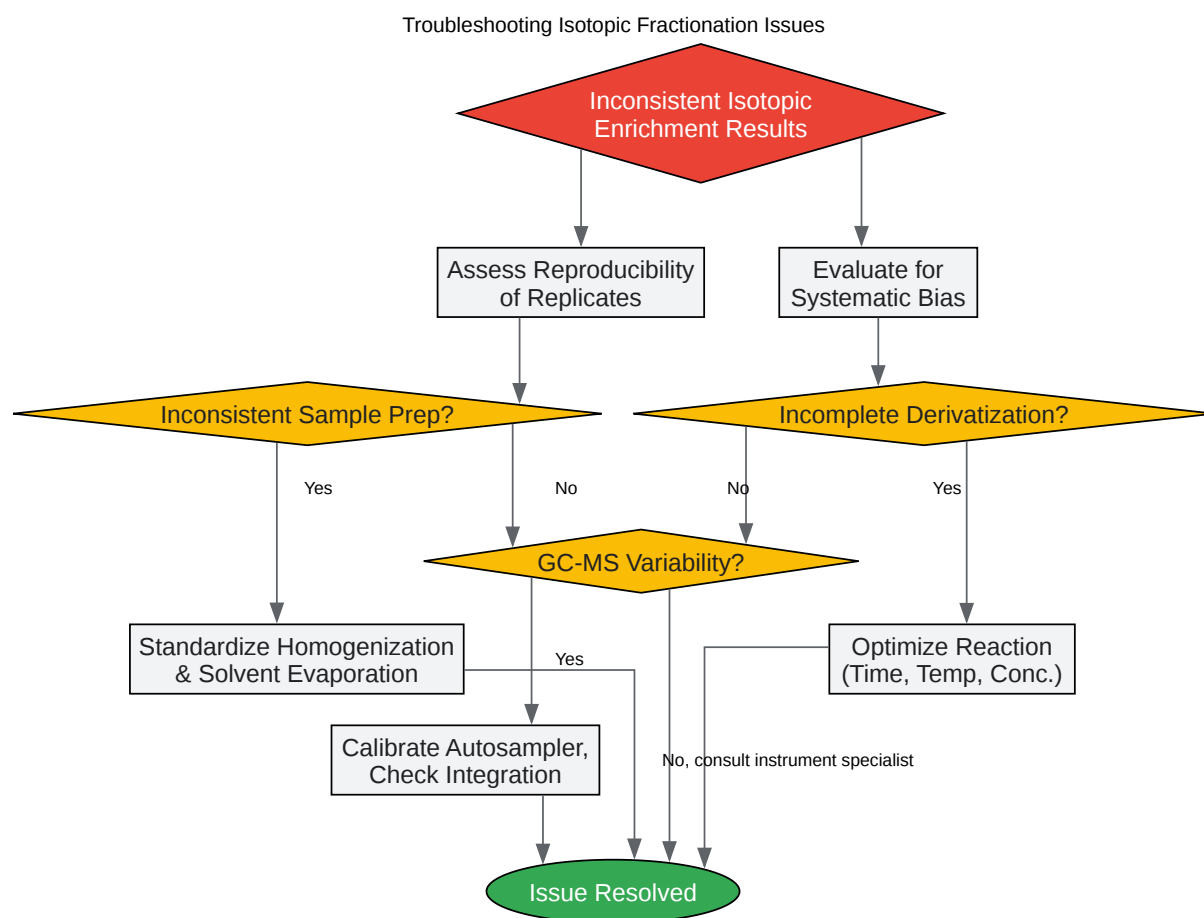 Troubleshooting Isotopic Fractionation Issues
Inconsistent Isotopic
Enrichment Results
Assess Reproducibility
of Replicates
Evaluate for
Systematic Bias
Inconsistent Sample Prep?
Incomplete Derivatization?
Yes
No
No
Yes
GC-MS Variability?
Standardize Homogenization
& Solvent Evaporation
Yes
Optimize Reaction
(Time, Temp, Conc.)
Calibrate Autosampler,
Check Integration
No, consult instrument specialist
Issue Resolved